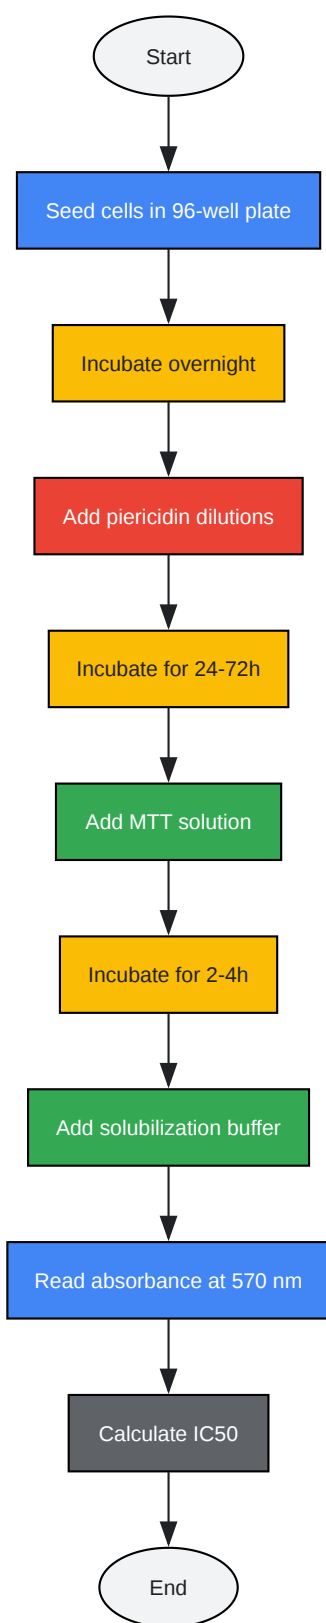 Start
Seed cells in 96-well plate
Incubate overnight
Add piericidin dilutions
Incubate for 24-72h
Add MTT solution
Incubate for 2-4h
Add solubilization buffer
Read absorbance at 570 nm
Calculate IC50
End